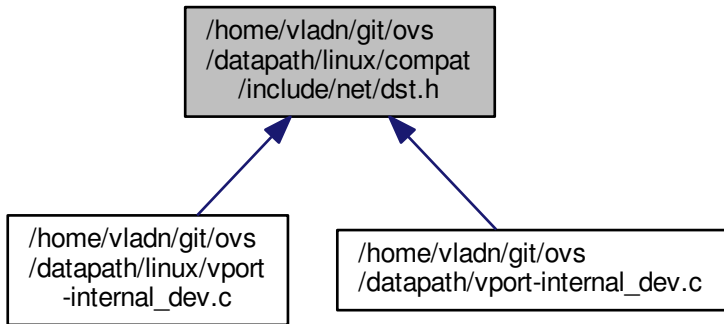 /home/vladn/git/ovs
/datapath/linux/compat
/include/net/dst.h
/home/vladn/git/ovs
/datapath/linux/vport
-internal_dev.c
/home/vladn/git/ovs
/datapath/vport-internal_dev.c